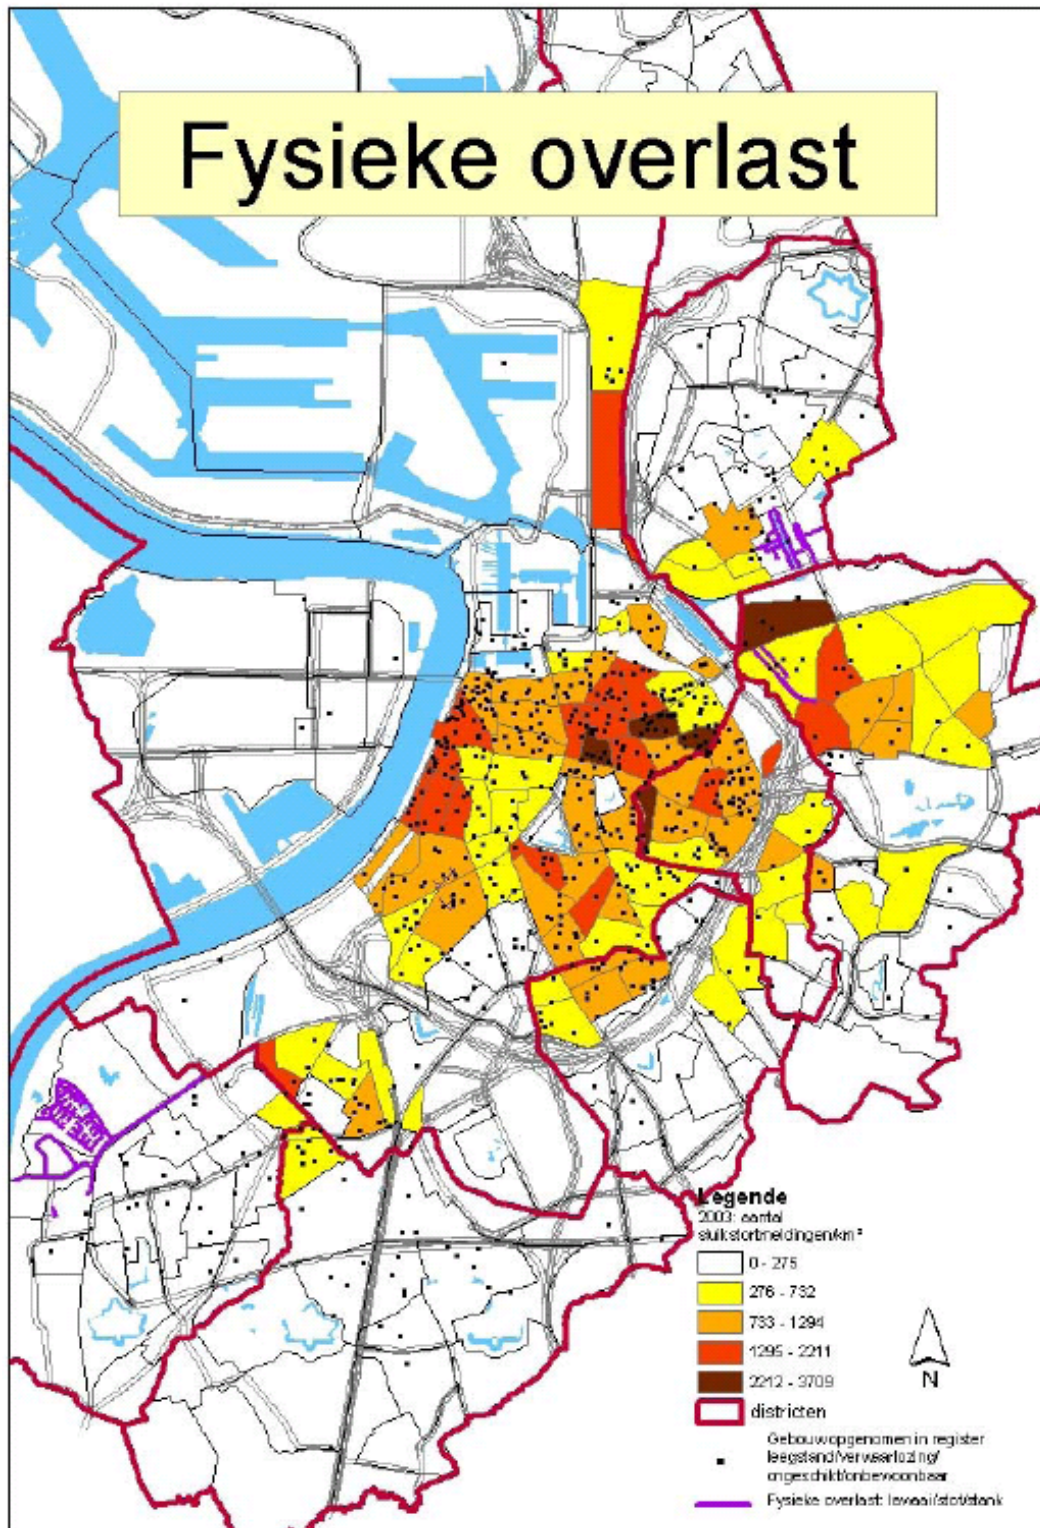 Fysieke overlast
Legende
2003: aantal
sluikstortmeldingen/km²
0 - 275
276 - 732
733 - 1294
1295 - 2211
2212 - 3709
N
districten
Gebouw opgenomen in register
leegstand/verwaarlozing/
ongeschikt/onbewoonbaar
Fysieke overlast: lawaai/stof/stank